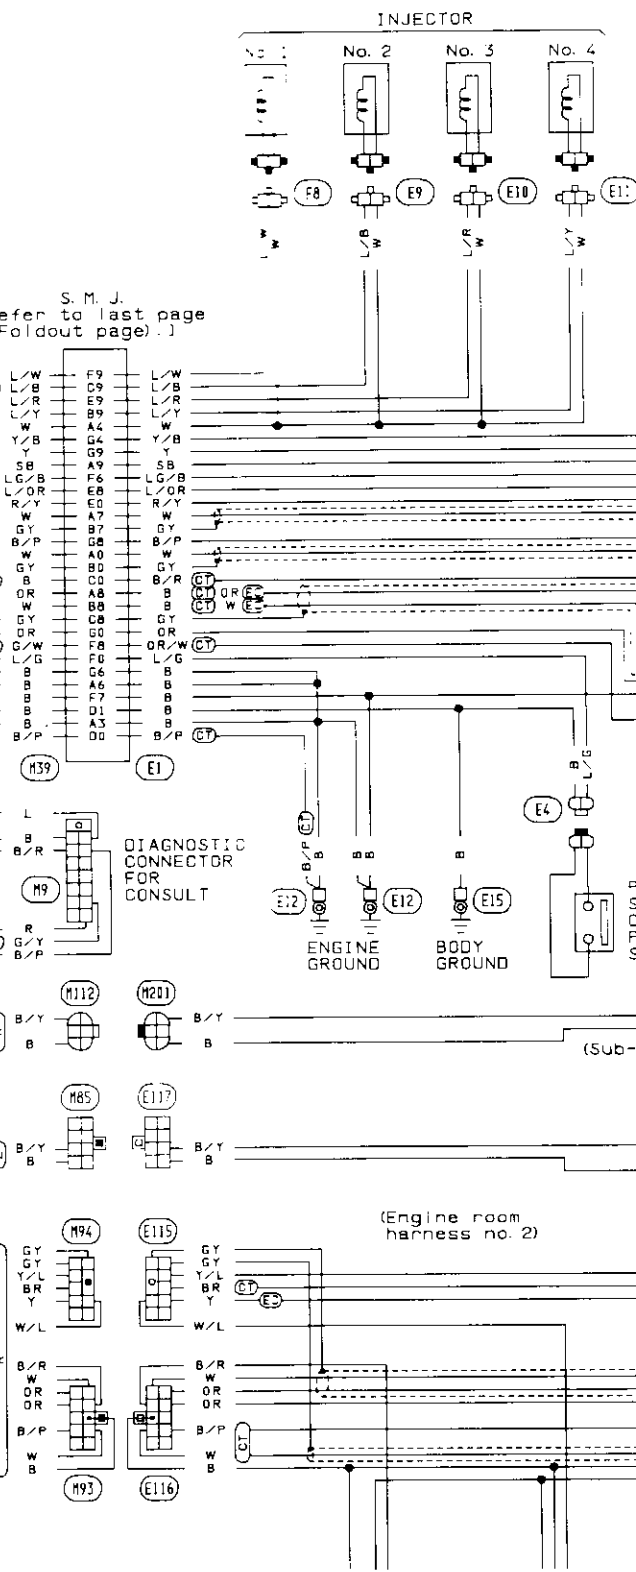 INJECTOR
No. 2 No. 3 No. 4
F8 E9 E10 E11
W L/B W L/R W L/Y W
S. M. J.
efer to last page
Foldout page).]
L/W F9 L/W
L/B C9 L/B
L/R E9 L/R
L/Y B9 L/Y
W A4 W
Y/B G4 Y/B
Y G9 Y
SB A9 SB
LG/B F6 LG/B
L/OR E8 L/OR
R/Y E0 R/Y
W A7 W
GY B7 GY
B/P G8 B/P
W A0 W
GY B0 GY
B C0 B/R CT
OR A8 B CT OR
W B8 B CT W
GY C8 GY
OR G0 OR
G/W F8 OR/W CT
L/G F0 L/G
B G6 B
B A6 B
B F7 B
B D1 B
B A3 B
B/P D0 B/P CT
M39 E1
B L/G
E4
L
B
B/R
M9
DIAGNOSTIC
CONNECTOR
FOR
CONSULT
R
G/Y
B/P
B/P CT B B B B
E12 E12 E15
ENGINE
GROUND
BODY
GROUND
M112 M201
B/Y B/Y
B B
(Sub-
M85 E117
B/Y B/Y
B B
(Engine room
harness no. 2)
M94 E115
GY GY
GY GY
Y/L Y/L
BR BR CT
Y Y
W/L W/L
B/R B/R
W W
OR OR
OR OR
B/P B/P CT
W W
B B
M93 E116